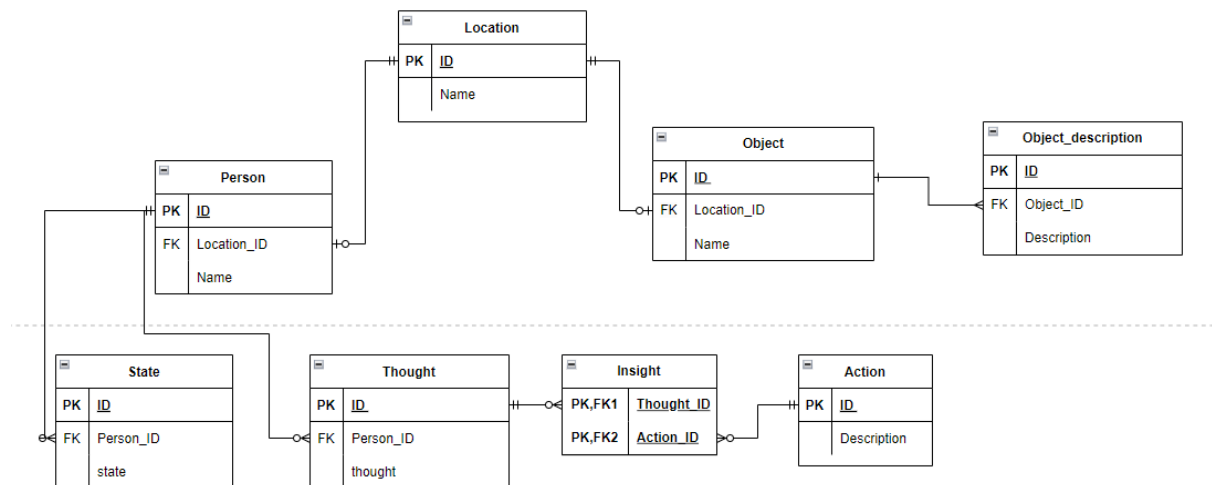 Location
PK ID
Name
Person
PK ID
FK Location_ID
Name
Object
PK ID
FK Location_ID
Name
Object_description
PK ID
FK Object_ID
Description
State
PK ID
FK Person_ID
state
Thought
PK ID
FK Person_ID
thought
Insight
PK,FK1 Thought_ID
PK,FK2 Action_ID
Action
PK ID
Description